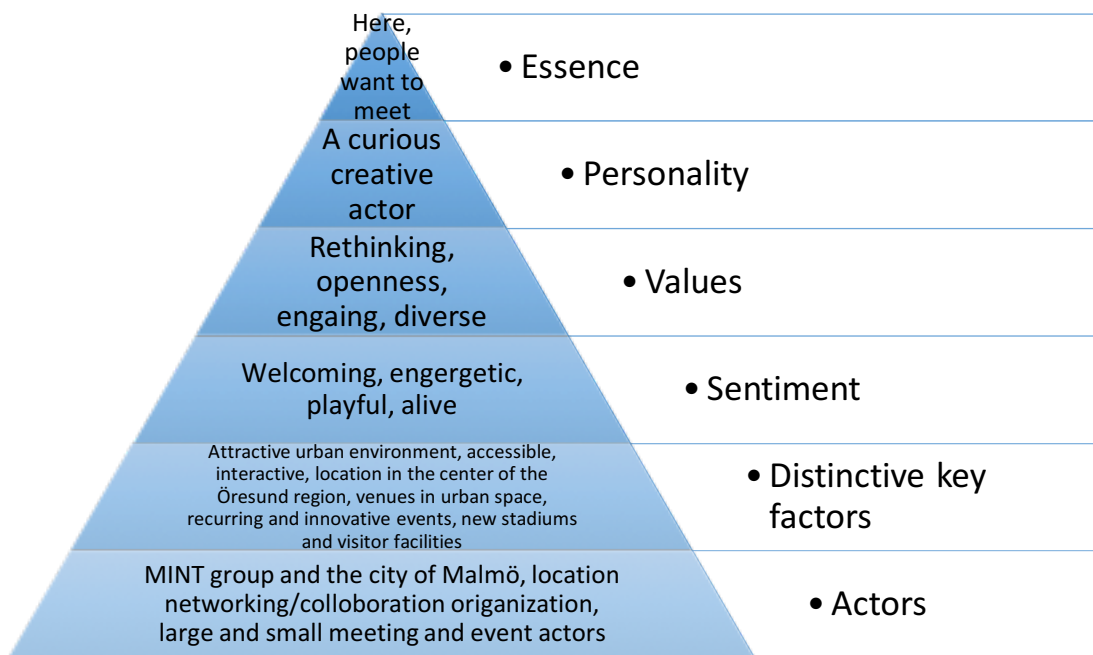 Here,
people
want to
meet
• Essence
A curious
creative
actor
• Personality
Rethinking,
openness,
engaing, diverse
• Values
Welcoming, engergetic,
playful, alive
• Sentiment
Attractive urban environment, accessible,
interactive, location in the center of the
Öresund region, venues in urban space,
recurring and innovative events, new stadiums
and visitor facilities
• Distinctive key
factors
MINT group and the city of Malmö, location
networking/colloboration origanization,
large and small meeting and event actors
• Actors